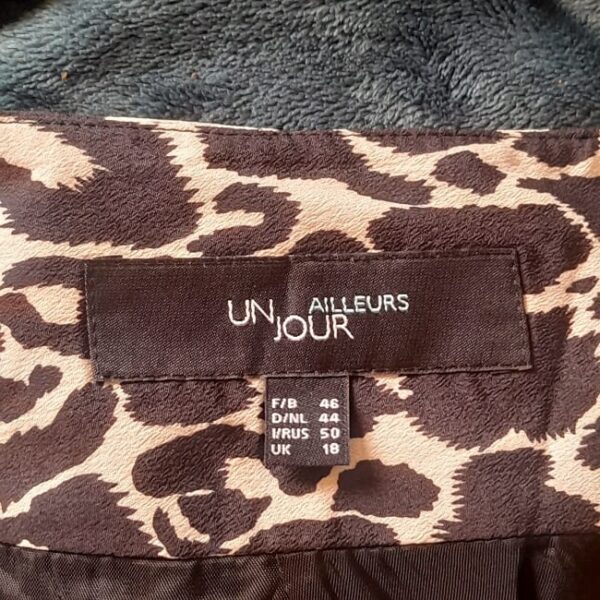 UN JOUR AILLEURS
F/B 46
D/NL 44
I/RUS 50
UK 18